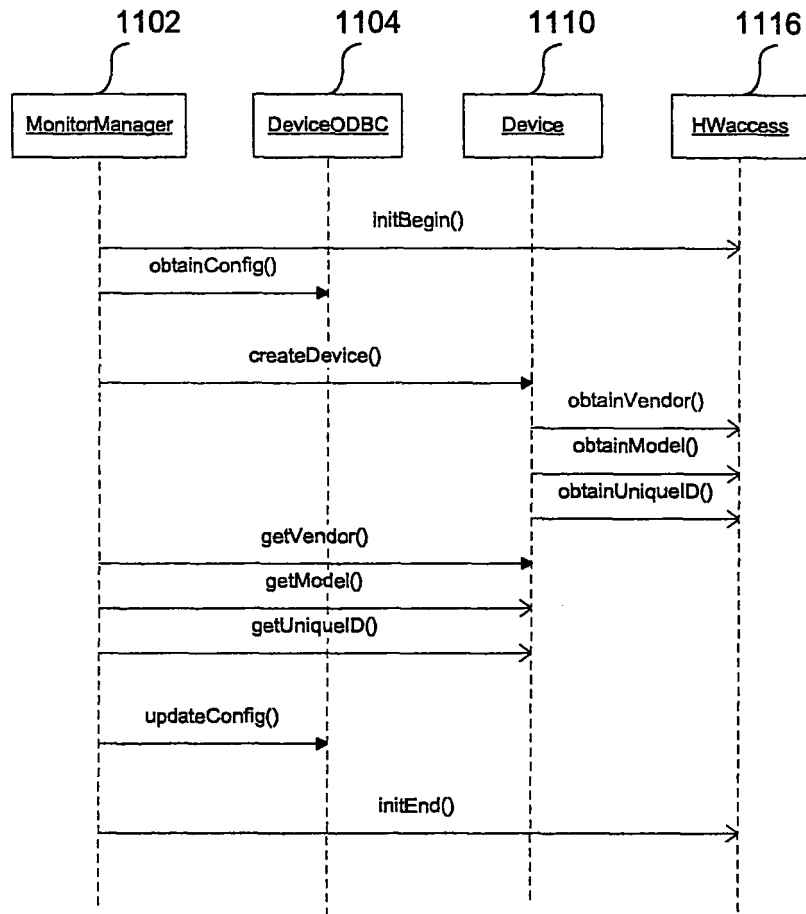 1102 1104 1110 1116
MonitorManager DeviceODBC Device HWaccess
initBegin()
obtainConfig()
createDevice()
obtainVendor()
obtainModel()
obtainUniqueID()
getVendor()
getModel()
getUniqueID()
updateConfig()
initEnd()